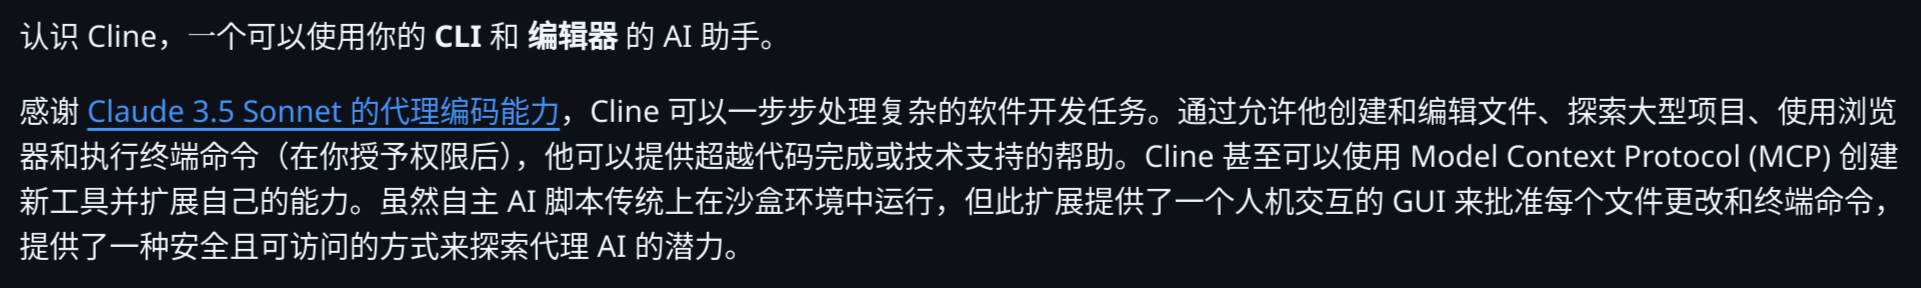 认识 Cline，一个可以使用你的 CLI 和 编辑器 的 AI 助手。
感谢 Claude 3.5 Sonnet 的代理编码能力，Cline 可以一步步处理复杂的软件开发任务。通过允许他创建和编辑文件、探索大型项目、使用浏览
器和执行终端命令（在你授予权限后），他可以提供超越代码完成或技术支持的帮助。Cline 甚至可以使用 Model Context Protocol (MCP) 创建
新工具并扩展自己的能力。虽然自主 AI 脚本传统上在沙盒环境中运行，但此扩展提供了一个人机交互的 GUI 来批准每个文件更改和终端命令，
提供了一种安全且可访问的方式来探索代理 AI 的潜力。